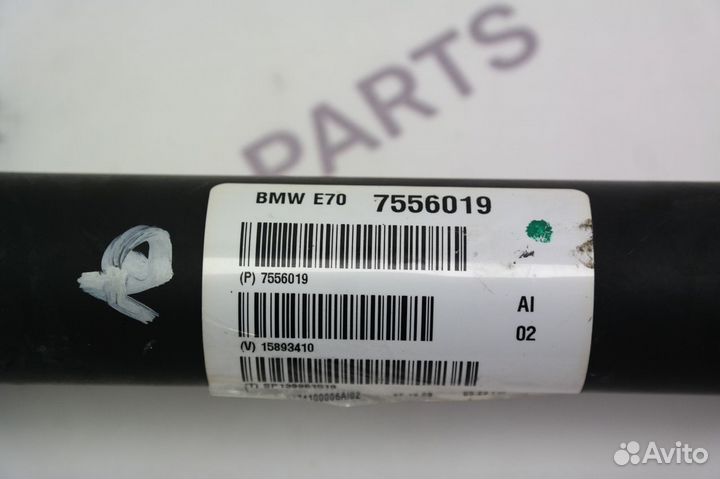 PARTS
BMW E70 7556019
(P) 7556019
AI
02
(V) 15893410
Avito